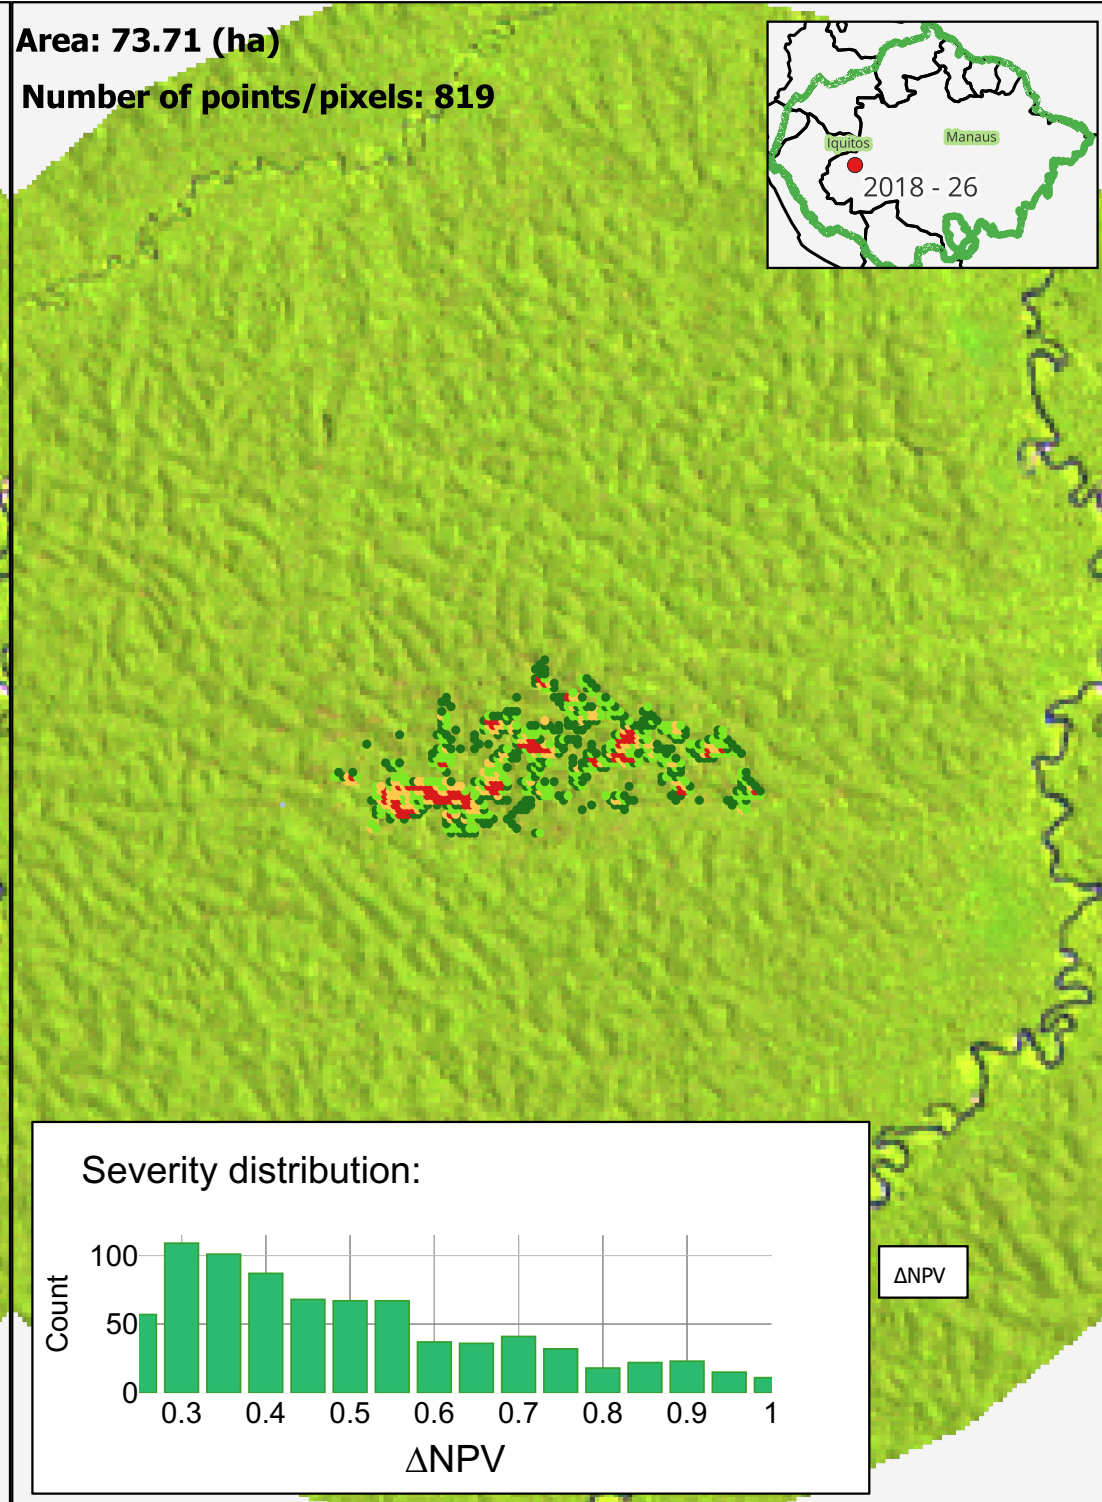 Area: 73.71 (ha)
Number of points/pixels: 819
Iquitos
Manaus
2018 - 26
Severity distribution:
Count
100
50
0
0.3 0.4 0.5 0.6 0.7 0.8 0.9 1
ΔNPV
ΔNPV